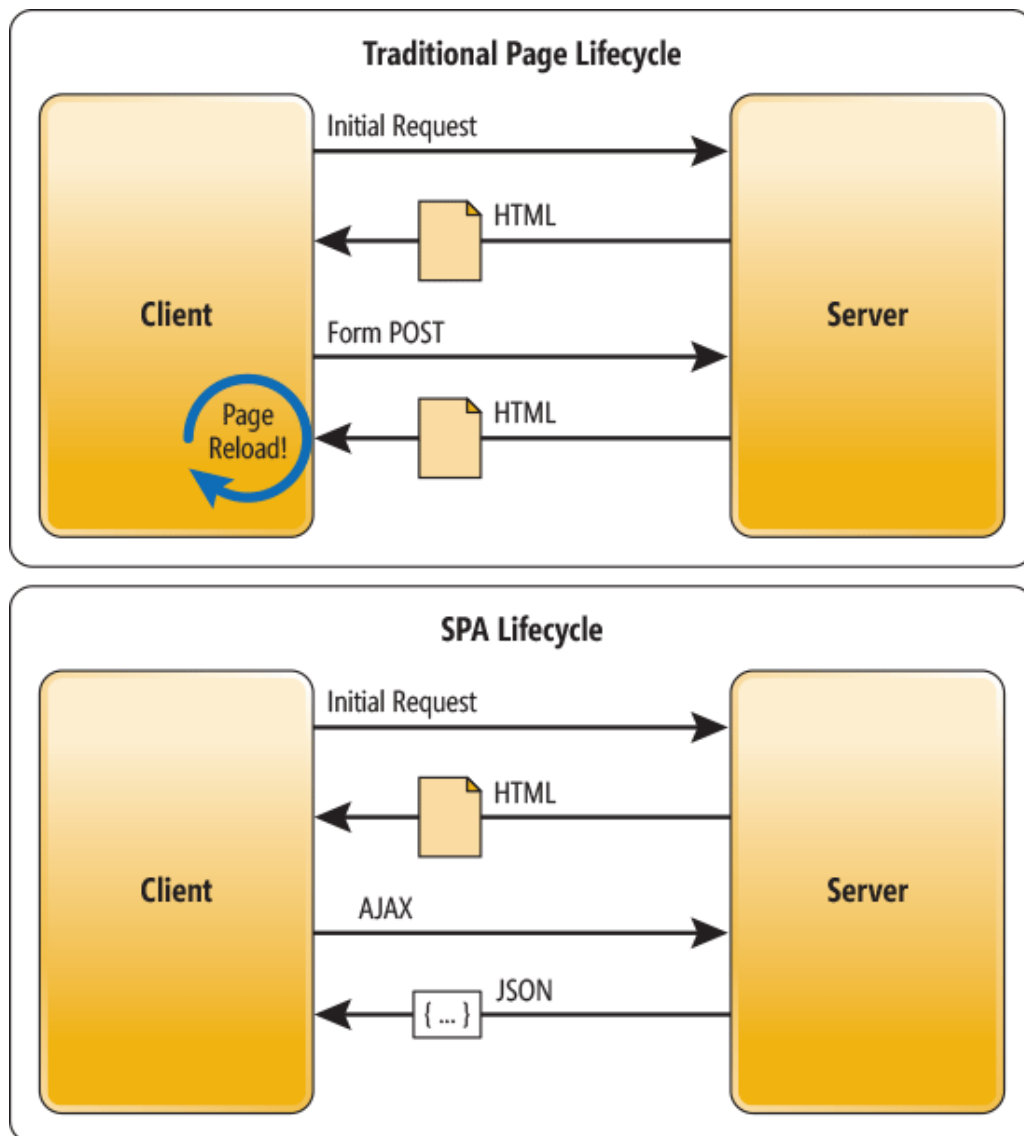 Traditional Page Lifecycle
Initial Request
HTML
Client
Server
Form POST
HTML
Page
Reload!
SPA Lifecycle
Initial Request
HTML
Client
Server
AJAX
JSON
{ ... }